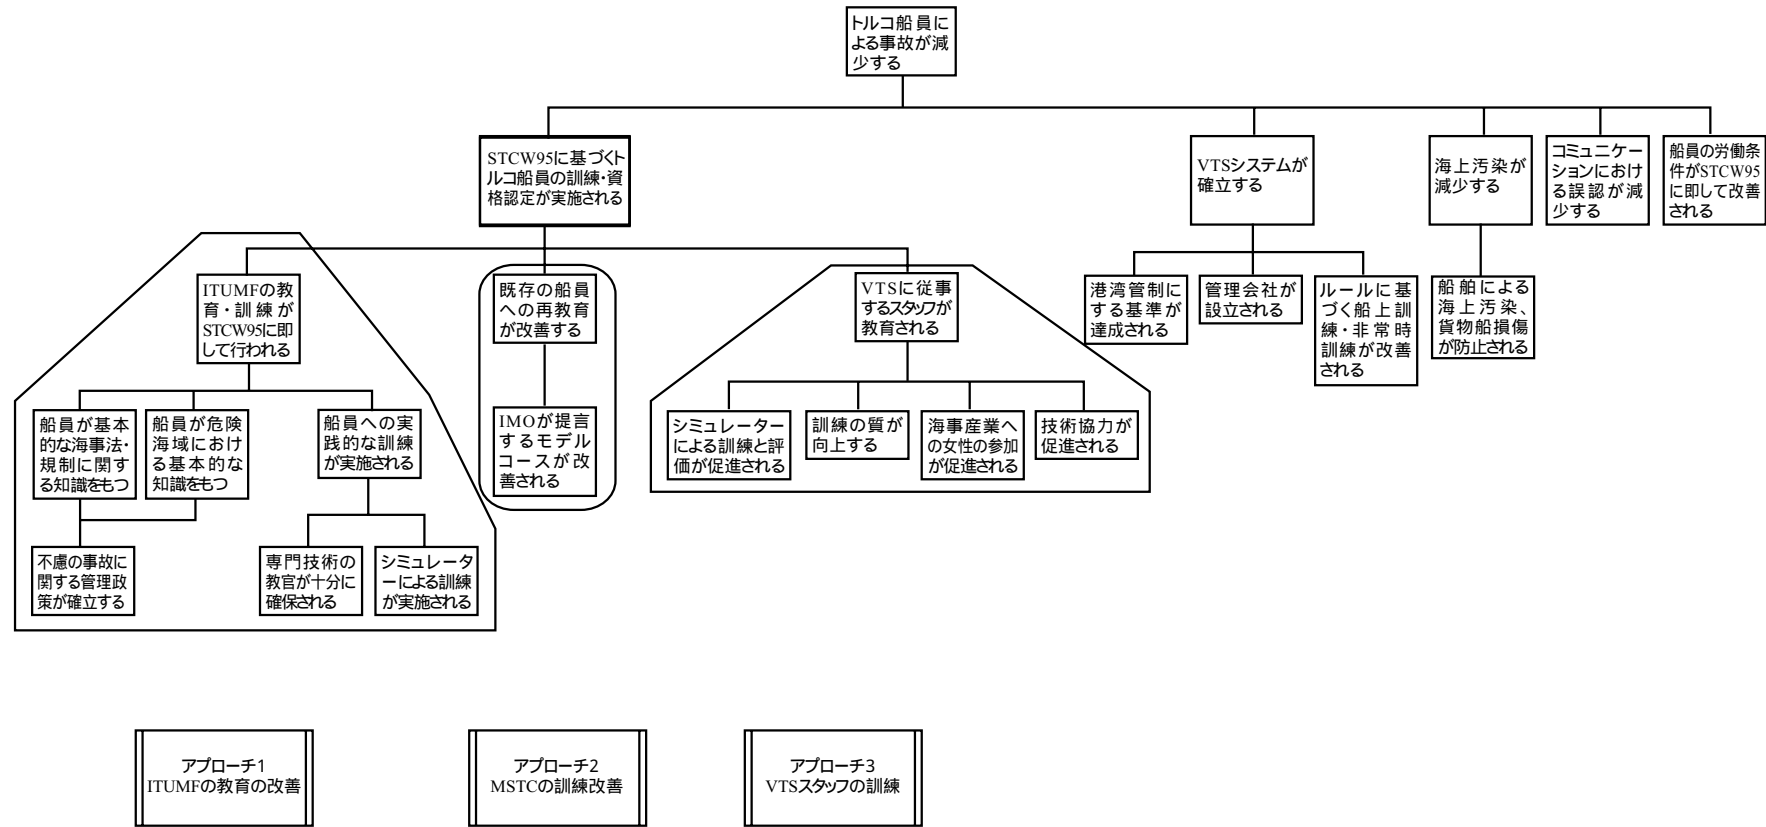 トルコ船員に
よる事故が減
少する
STCW95に基づくト
ルコ船員の訓練・資
格認定が実施される
VTSシステムが
確立する
海上汚染が
減少する
コミュニケー
ションにおけ
る誤認が減
少する
船員の労働条
件がSTCW95
に即して改善
される
ITUMFの教
育・訓練が
STCW95に即
して行われる
既存の船員
への再教育
が改善する
VTSに従事
するスタッフが
教育される
港湾管制に
する基準が
達成される
管理会社が
設立される
ルールに基
づく船上訓
練・非常時
訓練が改善
される
船舶による
海上汚染、
貨物船損傷
が防止される
船員が基本
的な海事法・
規制に関す
る知識をもつ
船員が危険
海域におけ
る基本的な
知識をもつ
船員への実
践的な訓練
が実施される
IMOが提言
するモデル
コースが改
善される
シミュレーター
による訓練と評
価が促進される
訓練の質が
向上する
海事産業へ
の女性の参加
が促進される
技術協力が
促進される
不慮の事故に
関する管理政
策が確立する
専門技術の
教官が十分に
確保される
シミュレータ
ーによる訓練
が実施される
アプローチ1
ITUMFの教育の改善
アプローチ2
MSTCの訓練改善
アプローチ3
VTSスタッフの訓練